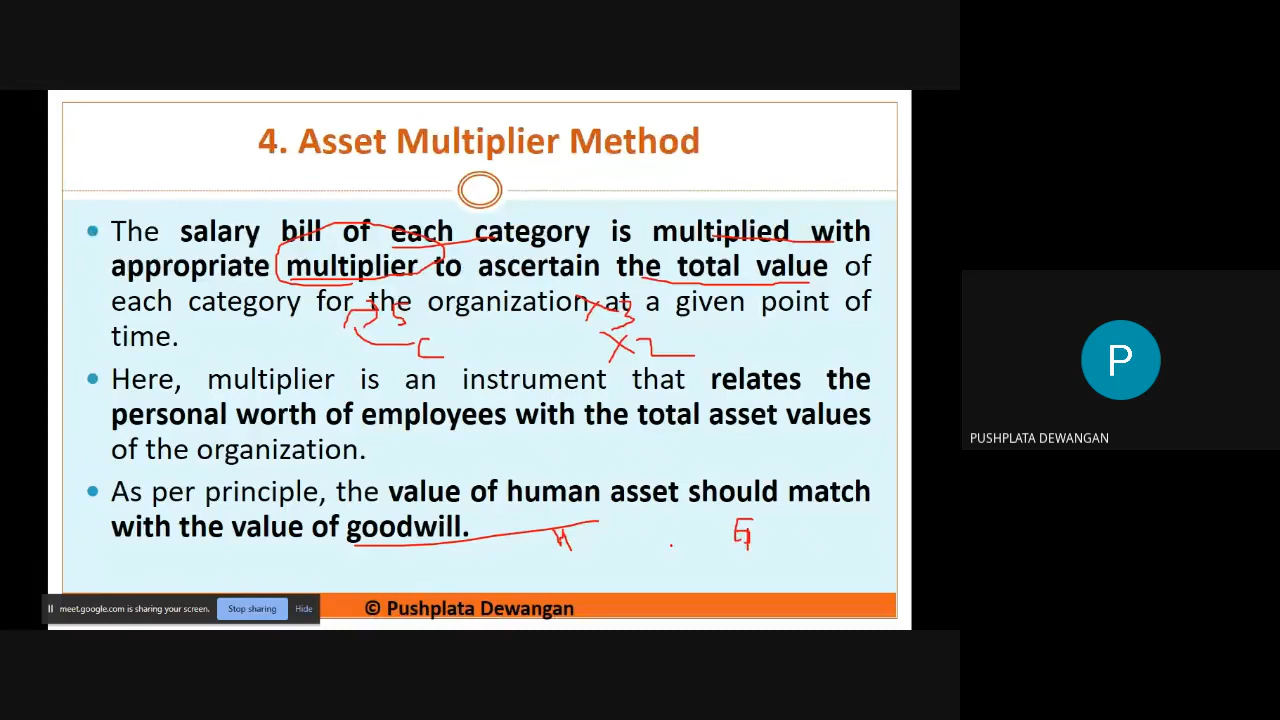 4. Asset Multiplier Method
The salary bill of each category is multiplied with
appropriate multiplier to ascertain the total value of
each category for the organization at a given point of
time.
Here, multiplier is an instrument that relates the
personal worth of employees with the total asset values
of the organization.
As per principle, the value of human asset should match
with the value of goodwill.
meet.google.com is sharing your screen. Stop sharing Hide
© Pushplata Dewangan
P
PUSHPLATA DEWANGAN